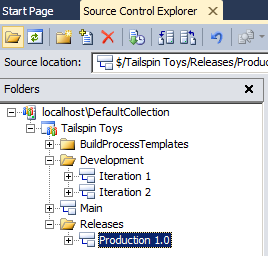 Start Page
Source Control Explorer
Source location:
$/Tailspin Toys/Releases/Produc
Folders
localhost\DefaultCollection
Tailspin Toys
BuildProcessTemplates
Development
Iteration 1
Iteration 2
Main
Releases
Production 1.0